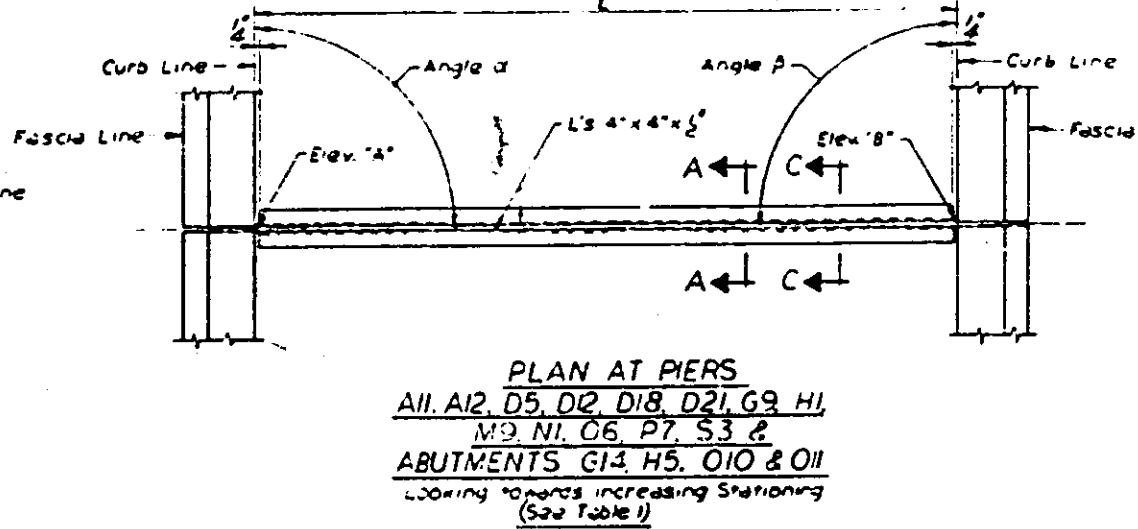 L
1/4"
1/4"
Curb Line
Angle α
Angle β
Curb Line
Fascia Line
L's 4" x 4" x 1/2"
Fascia
Elev. "A"
Elev. "B"
A C
ne
A C
PLAN AT PIERS
A11, A12, D5, D12, D18, D21, G9, H1,
M9, N1, O6, P7, S3 &
ABUTMENTS G14, H5, O10 & O11
Looking towards increasing Stationing
(See Table 1)